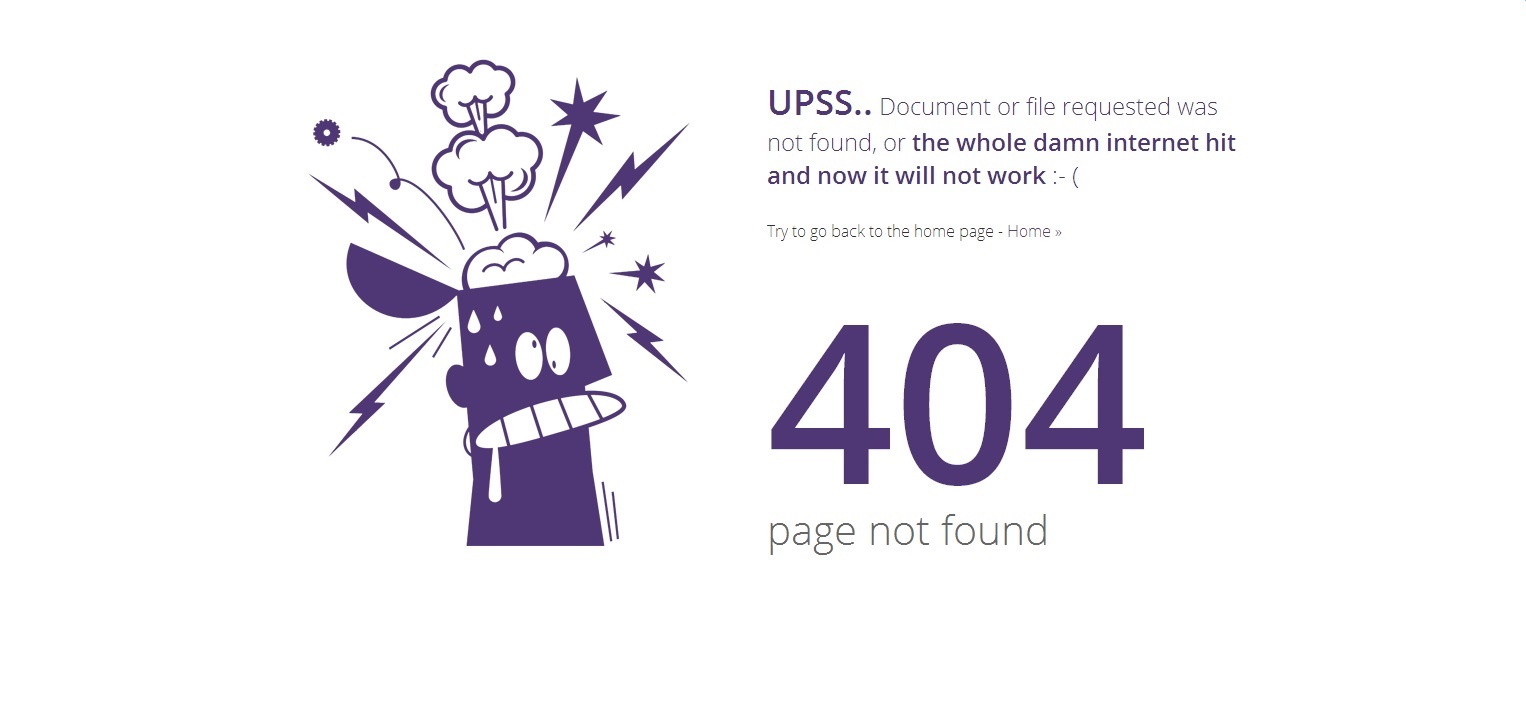 UPSS.. Document or file requested was
not found, or the whole damn internet hit
and now it will not work :- (
Try to go back to the home page - Home »
404
page not found